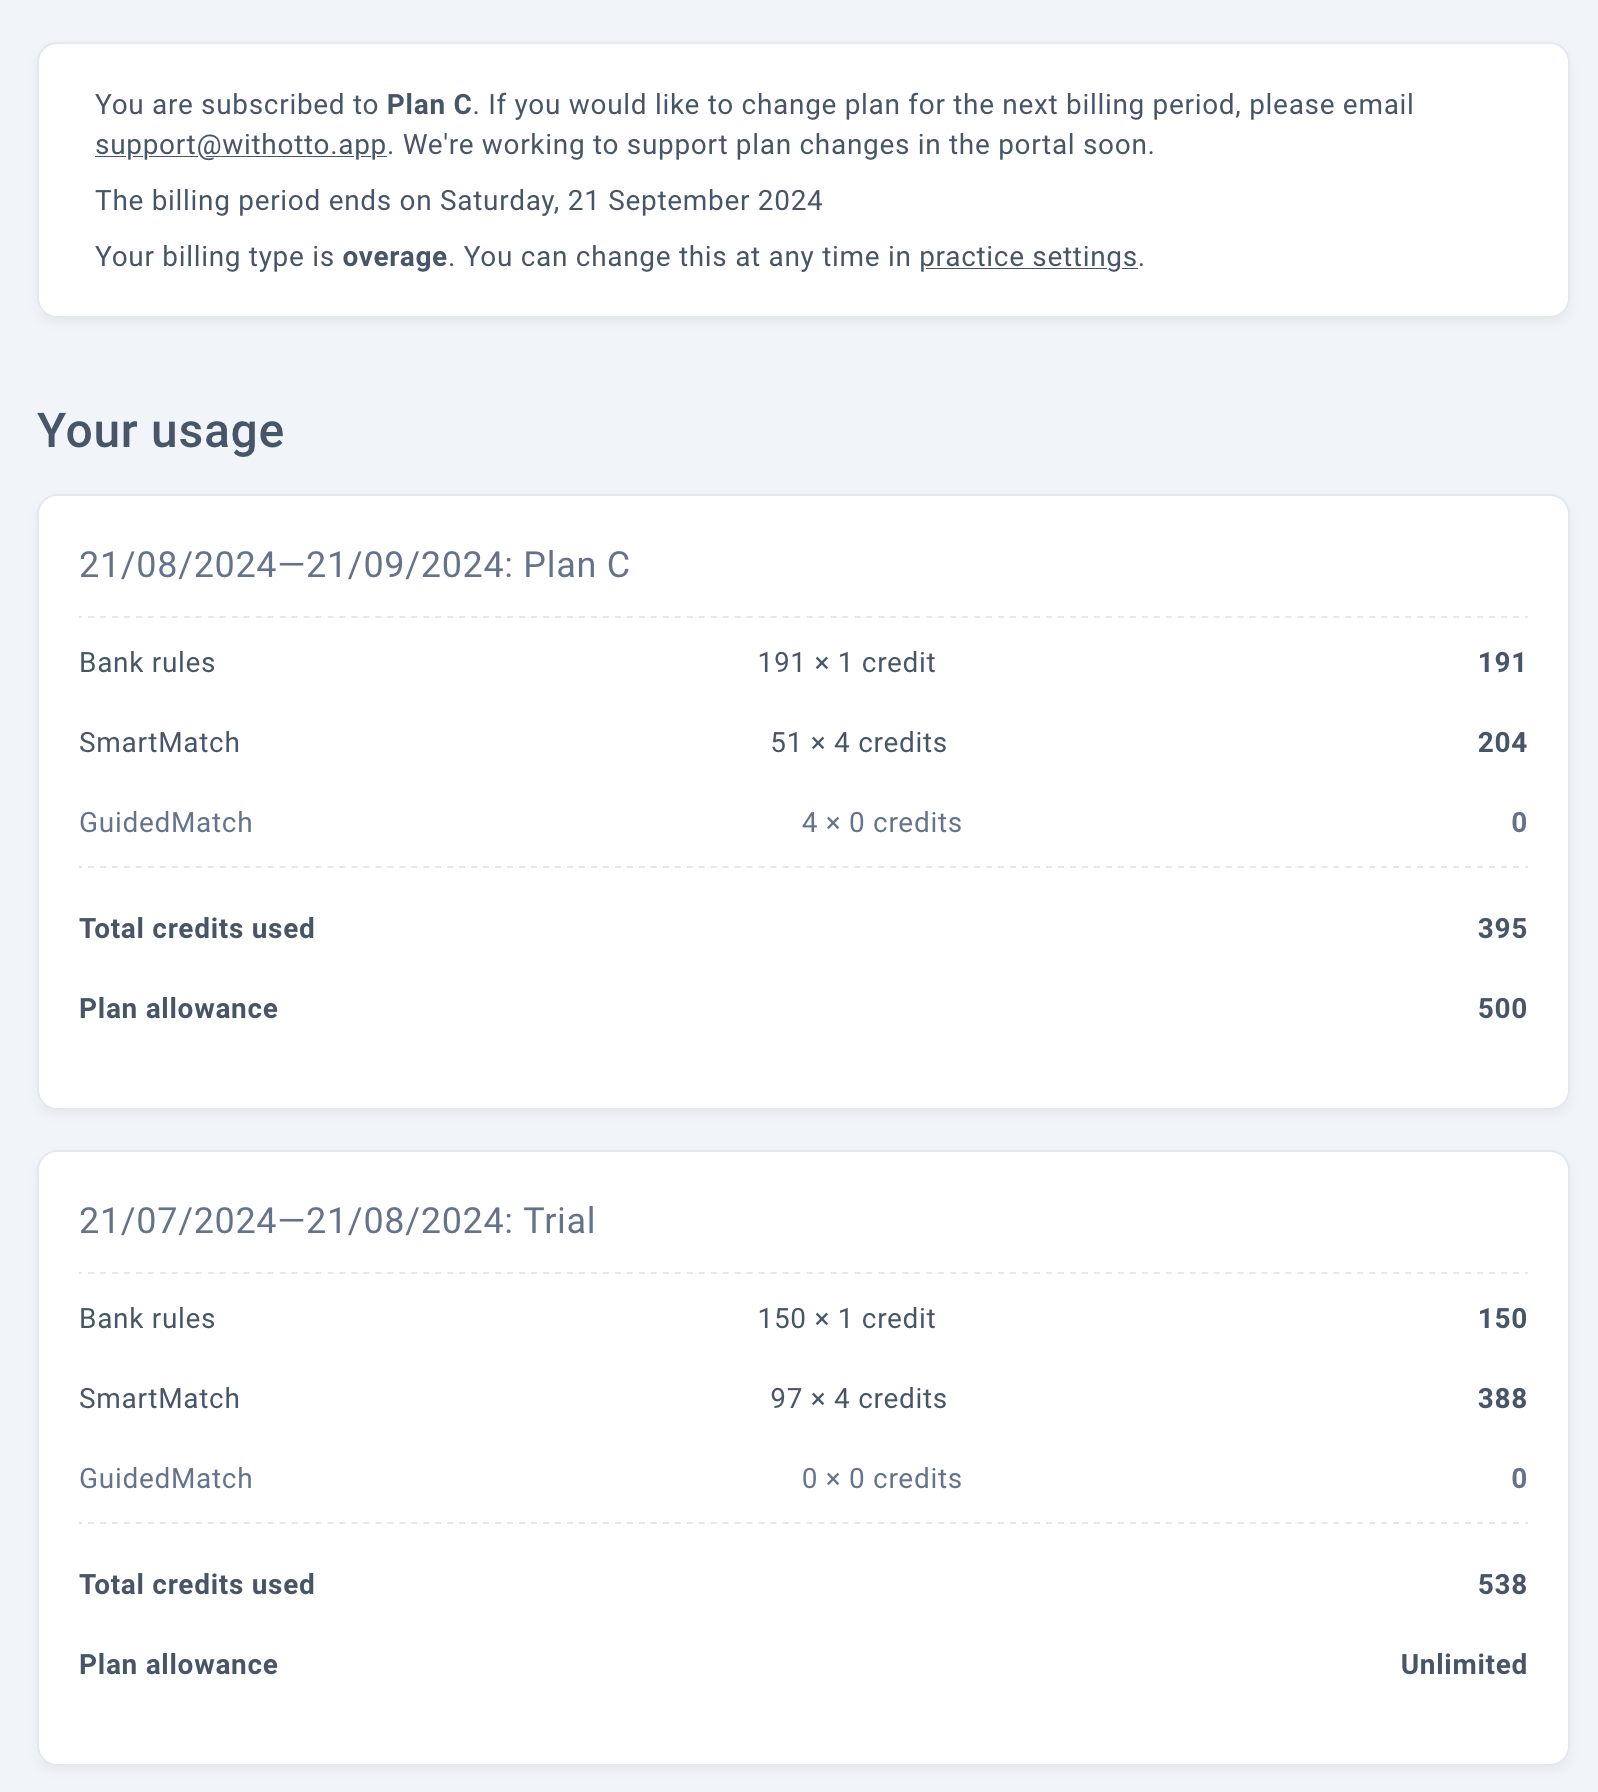 You are subscribed to Plan C. If you would like to change plan for the next billing period, please email
support@withotto.app. We're working to support plan changes in the portal soon.
The billing period ends on Saturday, 21 September 2024
Your billing type is overage. You can change this at any time in practice settings.
Your usage
21/08/2024—21/09/2024: Plan C
Bank rules 191 × 1 credit 191
SmartMatch 51 × 4 credits 204
GuidedMatch 4 × 0 credits 0
Total credits used 395
Plan allowance 500
21/07/2024—21/08/2024: Trial
Bank rules 150 × 1 credit 150
SmartMatch 97 × 4 credits 388
GuidedMatch 0 × 0 credits 0
Total credits used 538
Plan allowance Unlimited